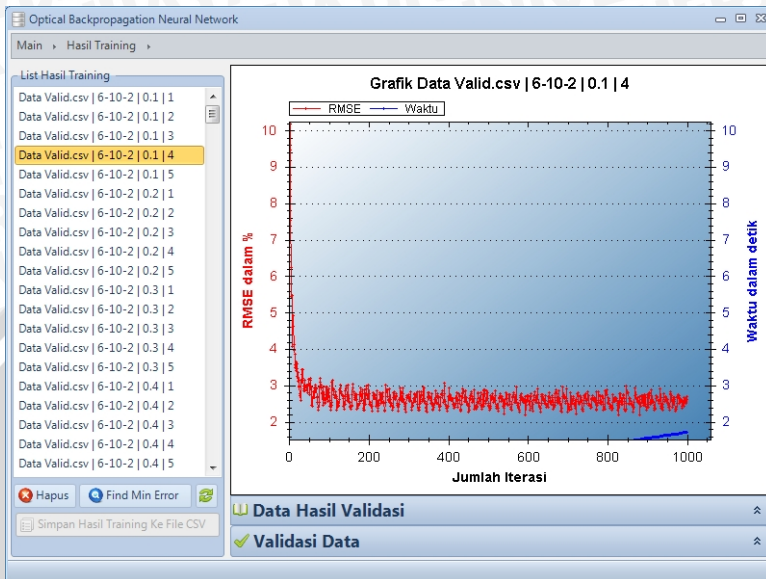 Optical Backpropagation Neural Network
Main
Hasil Training
List Hasil Training
Data Valid.csv | 6-10-2 | 0.1 | 1
Data Valid.csv | 6-10-2 | 0.1 | 2
Data Valid.csv | 6-10-2 | 0.1 | 3
Data Valid.csv | 6-10-2 | 0.1 | 4
Data Valid.csv | 6-10-2 | 0.1 | 5
Data Valid.csv | 6-10-2 | 0.2 | 1
Data Valid.csv | 6-10-2 | 0.2 | 2
Data Valid.csv | 6-10-2 | 0.2 | 3
Data Valid.csv | 6-10-2 | 0.2 | 4
Data Valid.csv | 6-10-2 | 0.2 | 5
Data Valid.csv | 6-10-2 | 0.3 | 1
Data Valid.csv | 6-10-2 | 0.3 | 2
Data Valid.csv | 6-10-2 | 0.3 | 3
Data Valid.csv | 6-10-2 | 0.3 | 4
Data Valid.csv | 6-10-2 | 0.3 | 5
Data Valid.csv | 6-10-2 | 0.4 | 1
Data Valid.csv | 6-10-2 | 0.4 | 2
Data Valid.csv | 6-10-2 | 0.4 | 3
Data Valid.csv | 6-10-2 | 0.4 | 4
Data Valid.csv | 6-10-2 | 0.4 | 5
Hapus
Find Min Error
Simpan Hasil Training Ke File CSV
Grafik Data Valid.csv | 6-10-2 | 0.1 | 4
RMSE
Waktu
RMSE dalam %
10
9
8
7
6
5
4
3
2
10
9
8
7
6
5
4
3
2
Waktu dalam detik
0 200 400 600 800 1000
Jumlah Iterasi
Data Hasil Validasi
Validasi Data